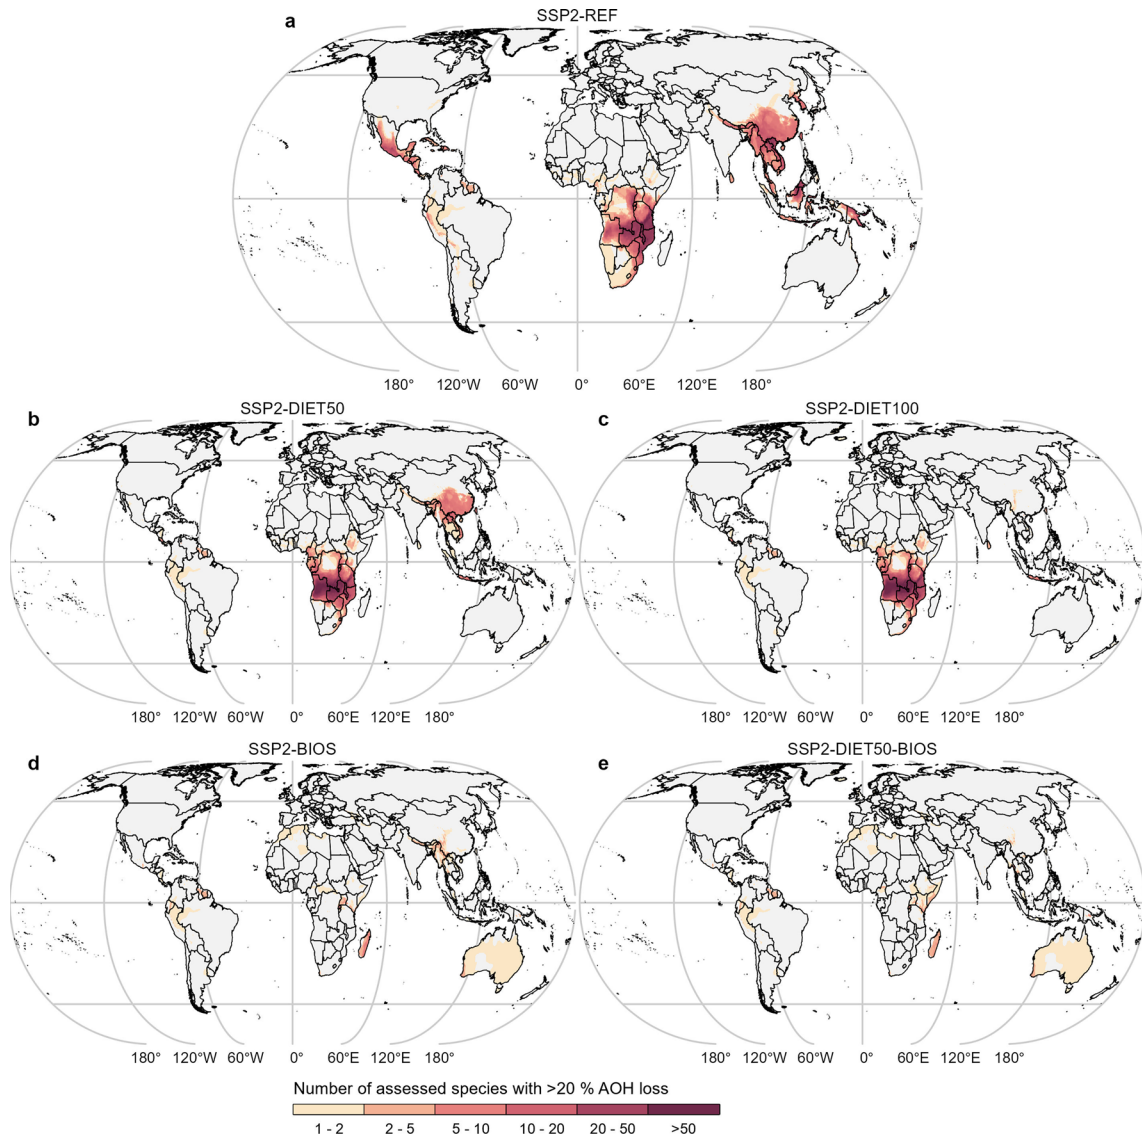 a
SSP2-REF
180° 120°W 60°W 0° 60°E 120°E 180°
b
SSP2-DIET50
c
SSP2-DIET100
180° 120°W 60°W 0° 60°E 120°E 180°
180° 120°W 60°W 0° 60°E 120°E 180°
d
SSP2-BIOS
e
SSP2-DIET50-BIOS
180° 120°W 60°W 0° 60°E 120°E 180°
180° 120°W 60°W 0° 60°E 120°E 180°
Number of assessed species with >20 % AOH loss
1 - 2 2 - 5 5 - 10 10 - 20 20 - 50 >50